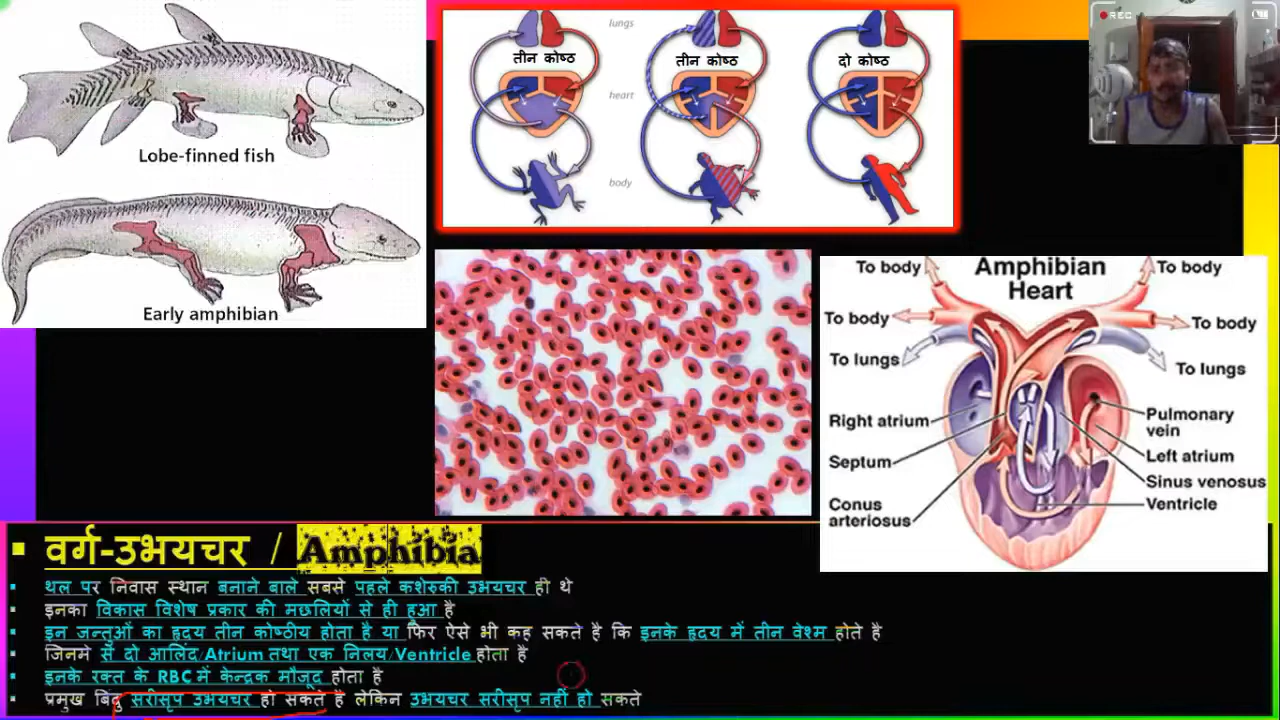 Lobe-finned fish
Early amphibian
lungs
तीन कोष्ठ
तीन कोष्ठ
दो कोष्ठ
heart
body
REC
Amphibian
Heart
To body
To body
To body
To body
To lungs
To lungs
Right atrium
Septum
Conus
arteriosus
Pulmonary
vein
Left atrium
Sinus venosus
Ventricle
वर्ग-उभयचर / Amphibia
थल पर निवास स्थान बनाने बाले सबसे पहले कशेरुकी उभयचर ही थे
इनका विकास विशेष प्रकार की मछलियों से ही हुआ है
इन जन्तुओं का हृदय तीन कोष्ठीय होता है या फिर ऐसे भी कह सकते है कि इनके हृदय में तीन वेश्म होते है
जिनमे सें दो आलिंद/Atrium तथा एक निलय/Ventricle होता है
इनके रक्त के RBC में केन्द्रक मौजूद होता है
प्रमुख बिंदु सरीसृप उभयचर हो सकते है लेकिन उभयचर सरीसृप नहीं हो सकते